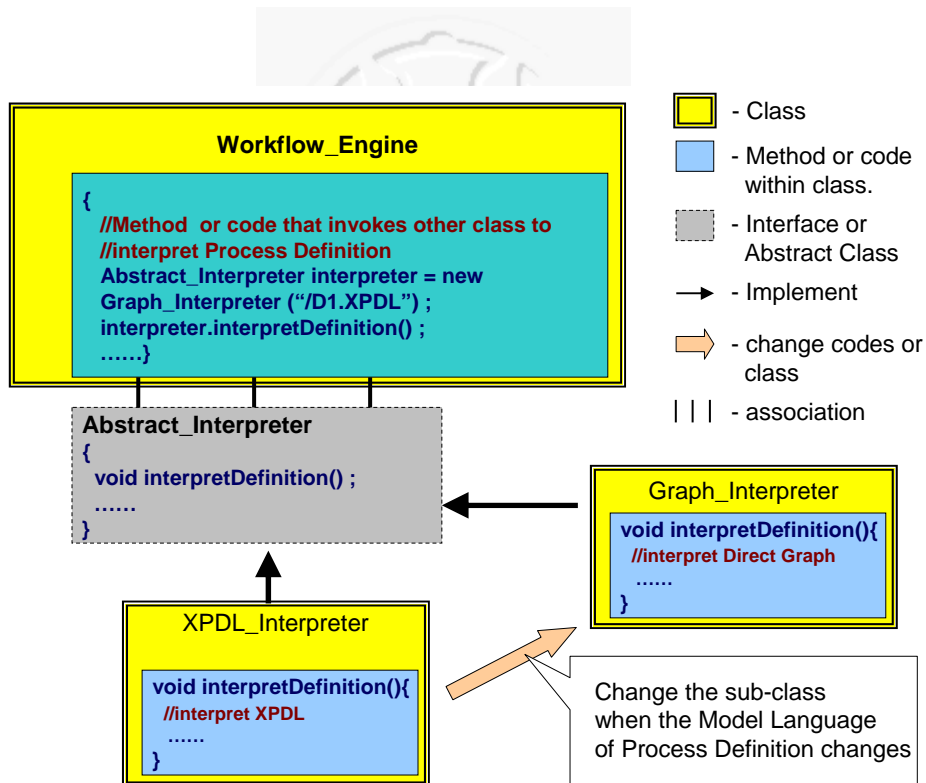 Workflow_Engine
{
//Method or code that invokes other class to
//interpret Process Definition
Abstract_Interpreter interpreter = new
Graph_Interpreter (“/D1.XPDL”) ;
interpreter.interpretDefinition() ;
......}
- Class
- Method or code
within class.
- Interface or
Abstract Class
- Implement
- change codes or
class
- association
Abstract_Interpreter
{
void interpretDefinition() ;
......
}
Graph_Interpreter
void interpretDefinition(){
//interpret Direct Graph
......
}
XPDL_Interpreter
void interpretDefinition(){
//interpret XPDL
......
}
Change the sub-class
when the Model Language
of Process Definition changes